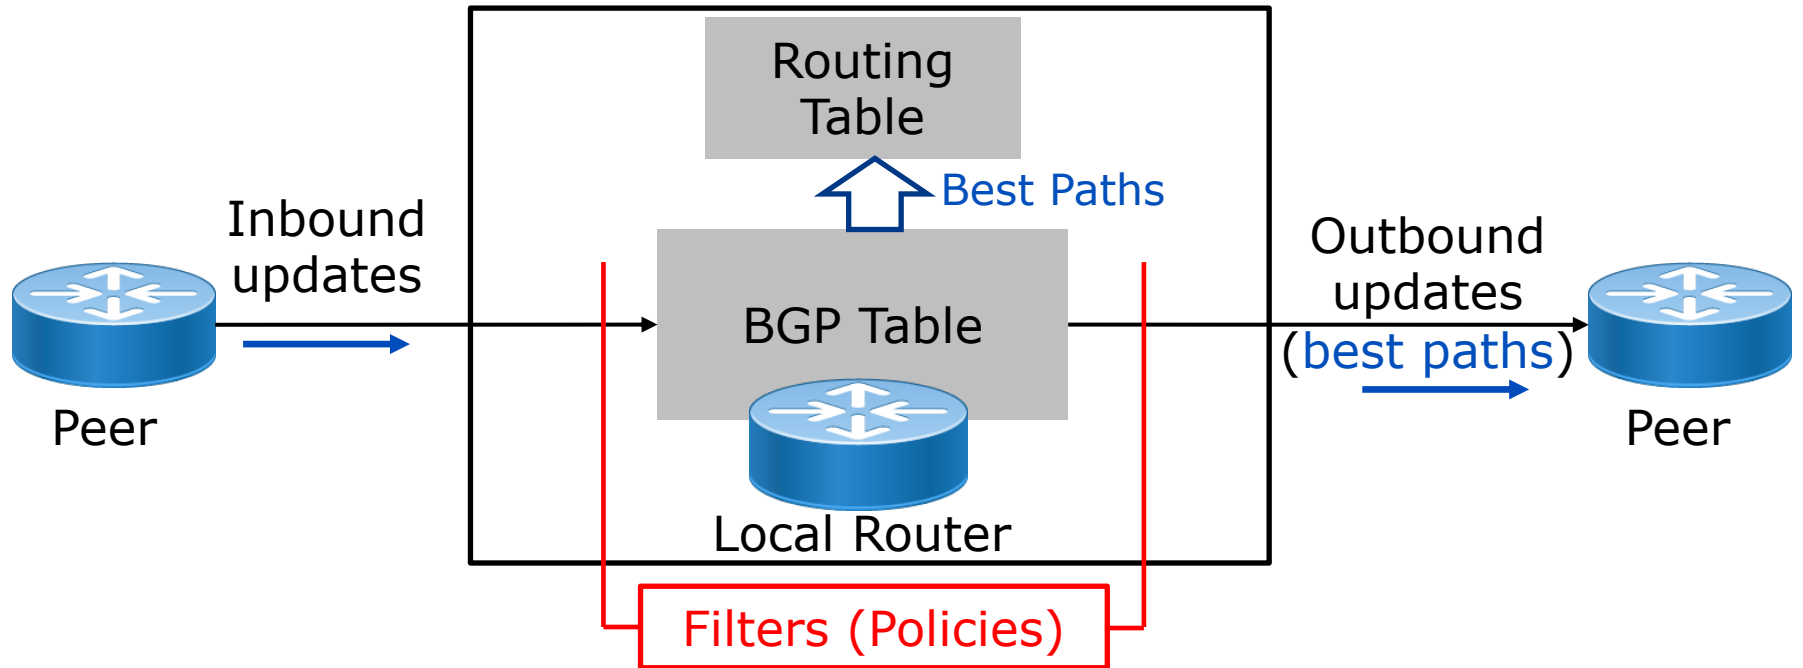 Routing
Table
Best Paths
Inbound
updates
Outbound
updates
(best paths)
BGP Table
Peer
Peer
Local Router
Filters (Policies)